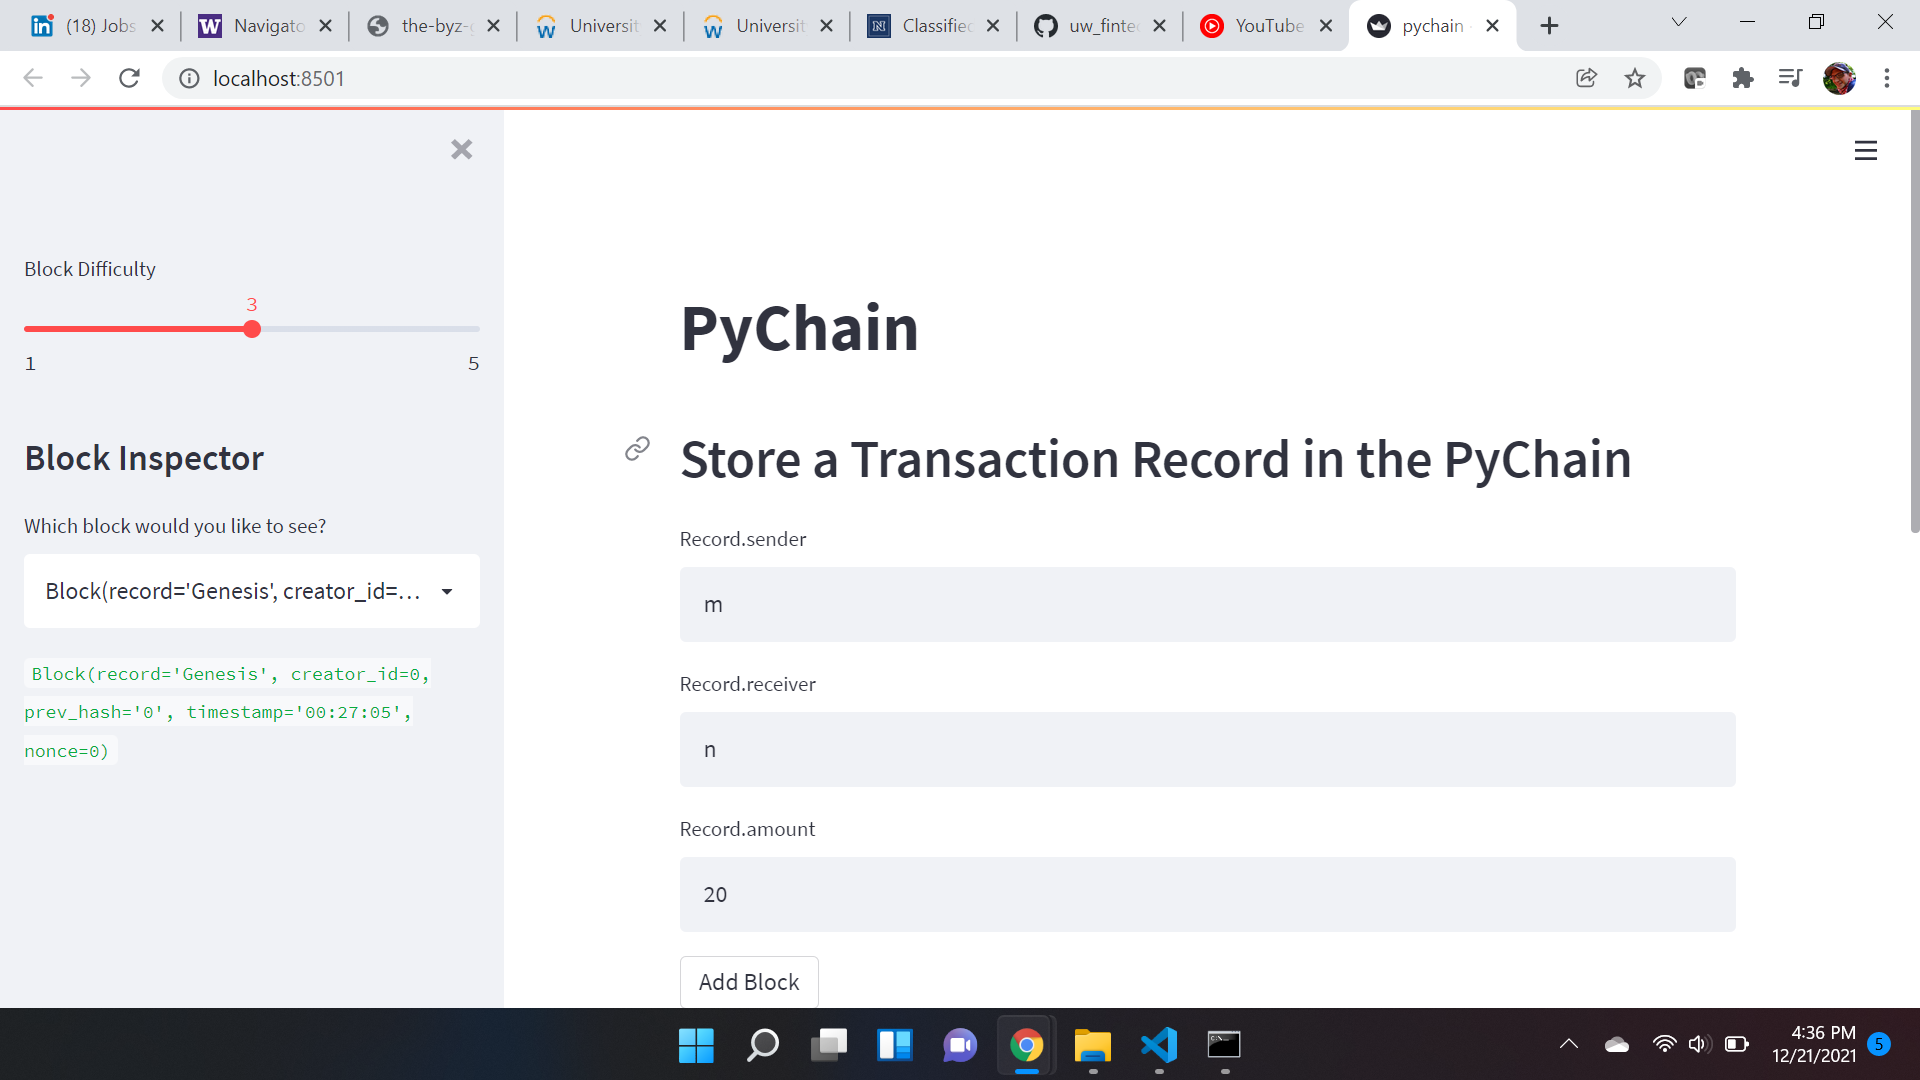 (18) Jobs
Navigato
the-byz-g
Universit
Universit
Classified
uw_fintec
YouTube
pychain
localhost:8501
Block Difficulty
3
1
5
Block Inspector
Which block would you like to see?
Block(record='Genesis', creator_id=...
Block(record='Genesis', creator_id=0,
prev_hash='0', timestamp='00:27:05',
nonce=0)
PyChain
Store a Transaction Record in the PyChain
Record.sender
m
Record.receiver
n
Record.amount
20
Add Block
4:36 PM
12/21/2021
5